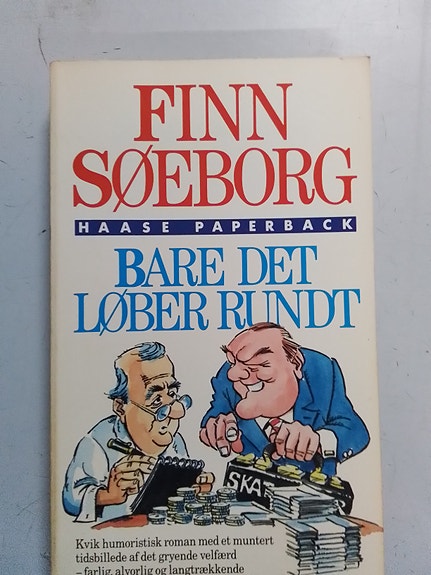 FINN
SØEBORG
HAASE PAPERBACK
BARE DET
LØBER RUNDT
SKAT
Kvik humoristisk roman med et muntert
tidsbillede af det gryende velfærd
– farlig, alvorlig og langtrækkende